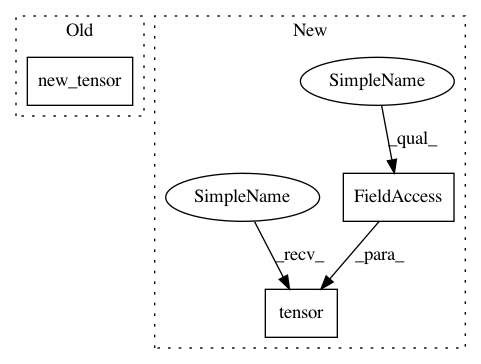 Old
New
new_tensor
SimpleName
_qual_
SimpleName
FieldAccess
_recv_
_para_
tensor